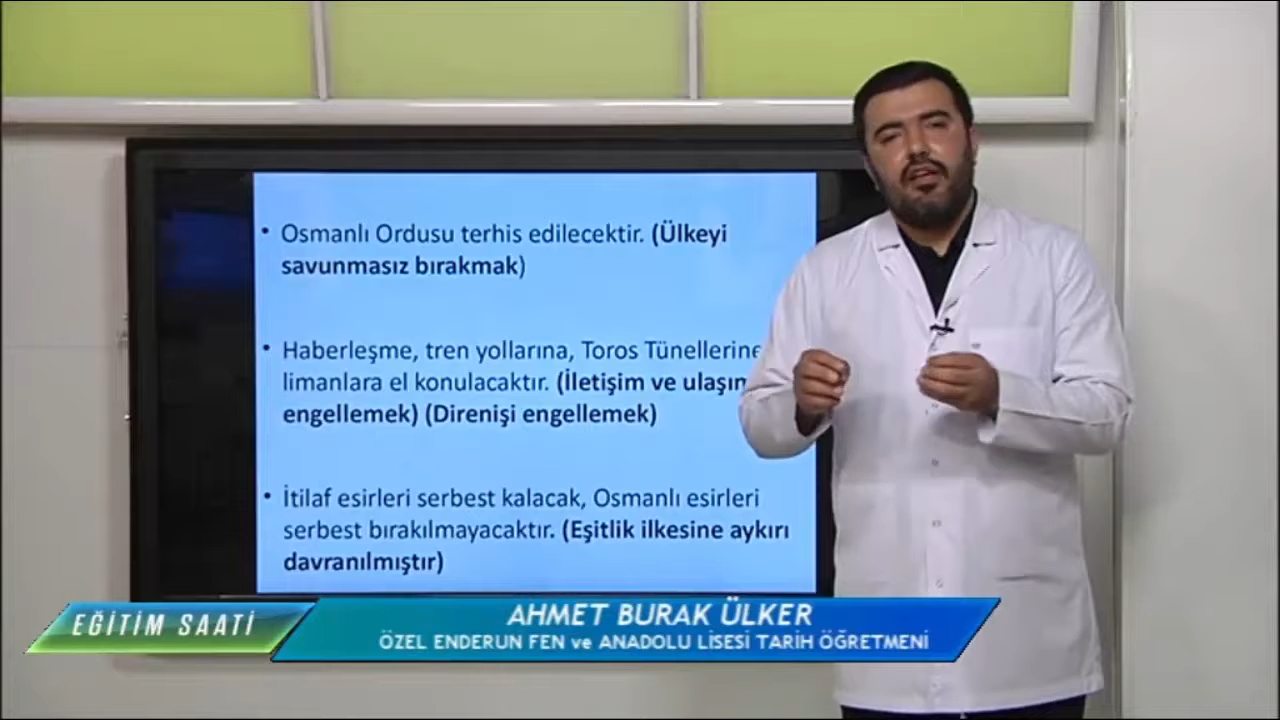 • Osmanlı Ordusu terhis edilecektir. (Ülkeyi
savunmasız bırakmak)
• Haberleşme, tren yollarına, Toros Tünellerine
limanlara el konulacaktır. (İletişim ve ulaşım
engellemek) (Direnişi engellemek)
• İtilaf esirleri serbest kalacak, Osmanlı esirleri
serbest bırakılmayacaktır. (Eşitlik ilkesine aykırı
davranılmıştır)
EĞİTİM SAATİ
AHMET BURAK ÜLKER
ÖZEL ENDERUN FEN ve ANADOLU LİSESİ TARİH ÖĞRETMENİ